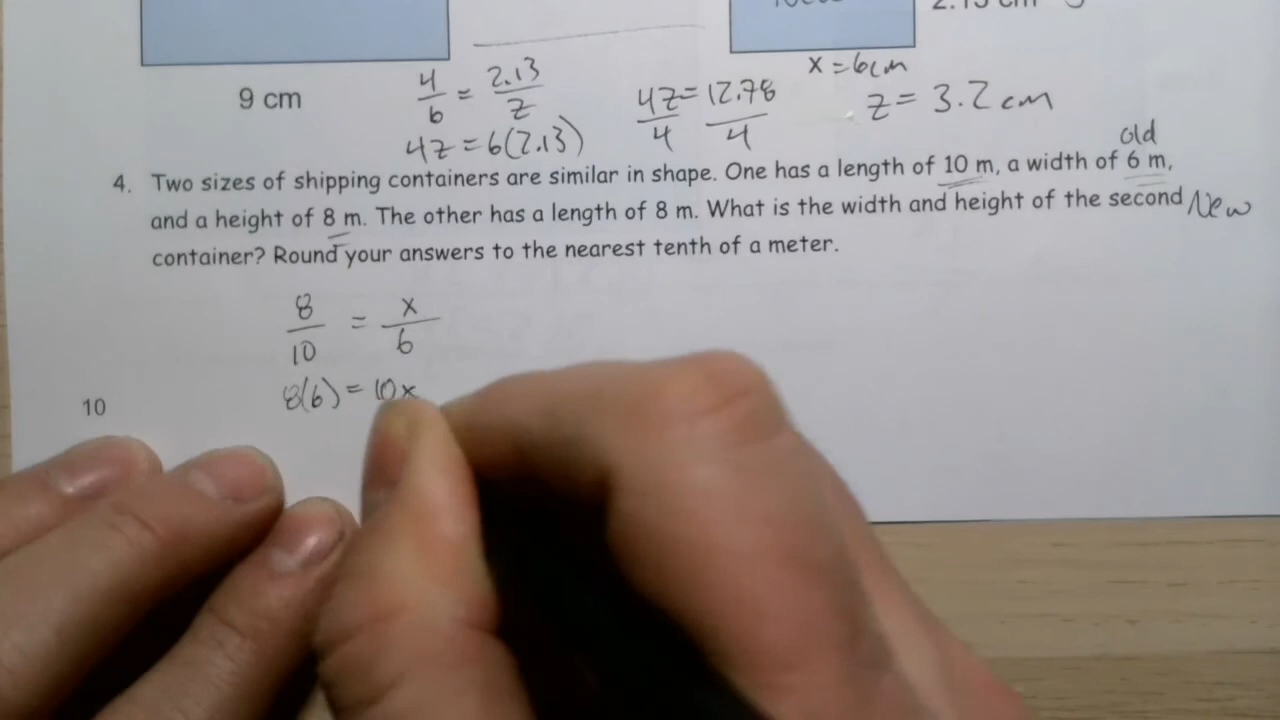 2.13 cm
x = 6cm
9 cm
4/6 = 2.13/z
4z = 12.78
4 4
z = 3.2 cm
4z = 6(2.13)
old
4. Two sizes of shipping containers are similar in shape. One has a length of 10 m, a width of 6 m,
and a height of 8 m. The other has a length of 8 m. What is the width and height of the second New
container? Round your answers to the nearest tenth of a meter.
8/10 = x/6
8(6) = 10x
10